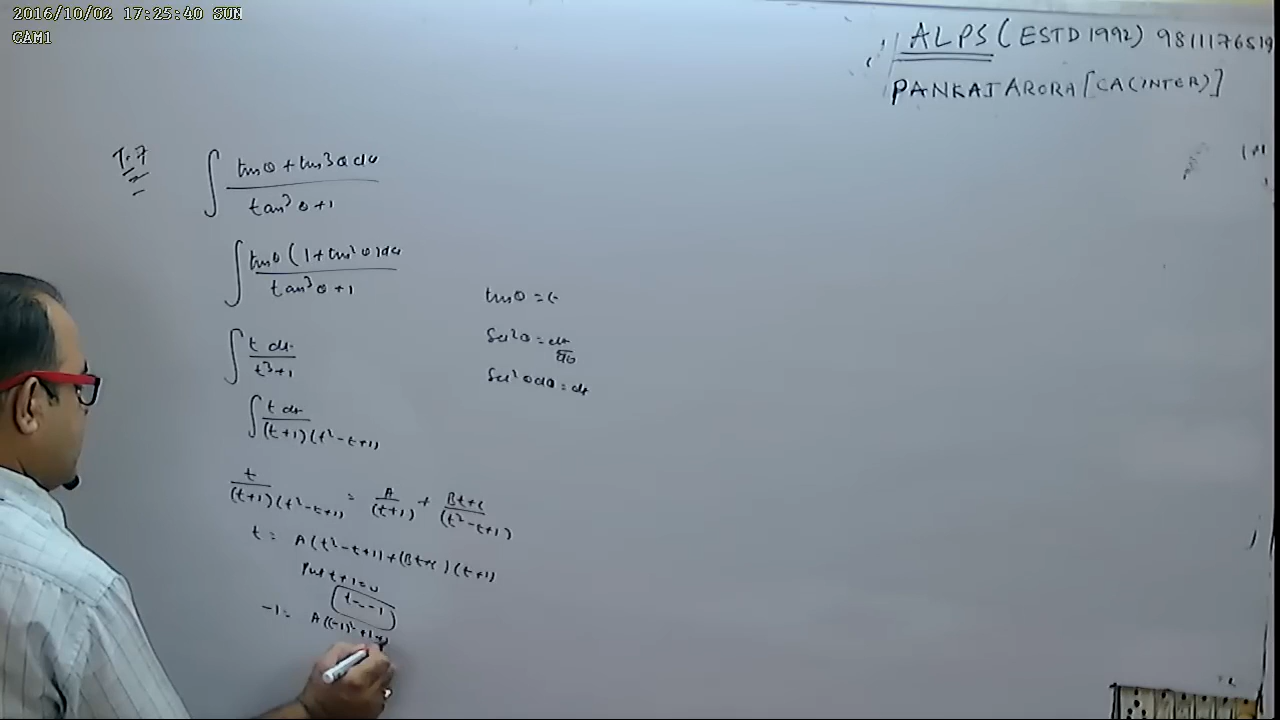 2016/10/02 17:25:40 SUN
CAM1
ALPS (ESTD 1992) 9811176519
PANKAJ ARORA [CA(INTER)]
T.7
∫ tanθ + tan³θ dθ / tan³θ + 1
∫ tanθ (1 + tan²θ) dθ / tan³θ + 1
tanθ = t
∫ t dt / t³ + 1
Sec²θ = dt / dθ
Sec²θ dθ = dt
∫ t dt / (t+1)(t² - t + 1)
t / (t+1)(t² - t + 1) = A / (t+1) + Bt+c / (t² - t + 1)
t = A(t² - t + 1) + (Bt+c)(t+1)
Put t+1=0
t = -1
-1 = A((-1)² + 1 +